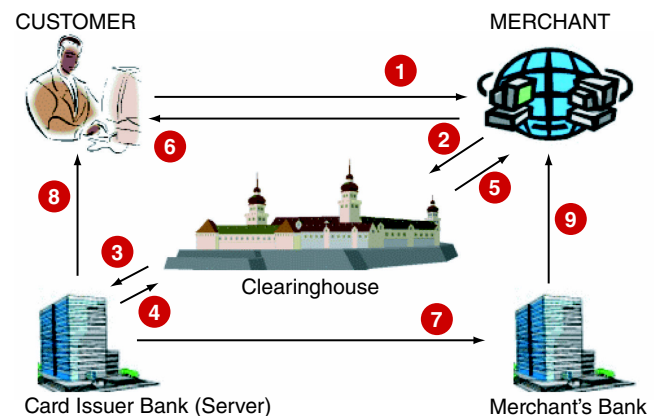 CUSTOMER
MERCHANT
1
6
2
5
8
9
3
4
Clearinghouse
7
Card Issuer Bank (Server)
Merchant's Bank